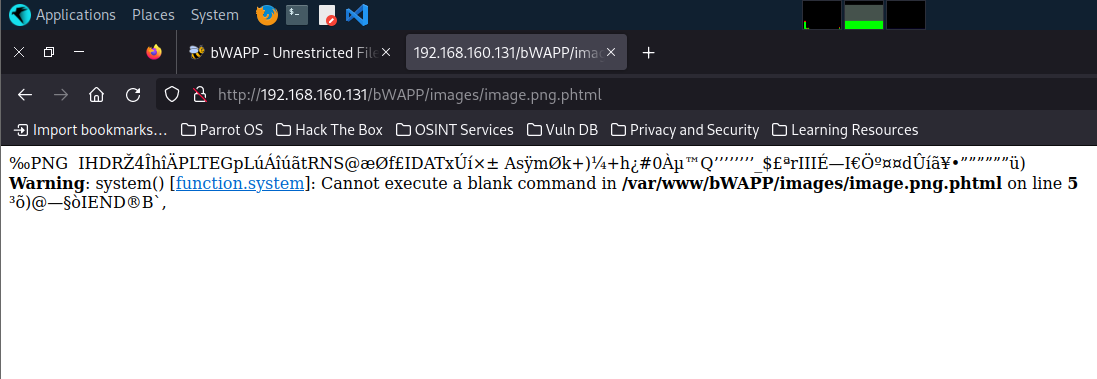 Applications Places System
bWAPP - Unrestricted File
192.168.160.131/bWAPP/ima
http://192.168.160.131/bWAPP/images/image.png.phtml
Import bookmarks... Parrot OS Hack The Box OSINT Services Vuln DB Privacy and Security Learning Resources
‰PNG IHDRŽ4ÎhîÄPLTEGpLúÁîúãtRNS@æØf£IDATxÚí×± AsÿmØk+)¼+h¿#0Àµ™Q’’’’’’’’_$£ªrIIIÉ—I€Öº¤¤dÛíã¥•”””””””ü)
Warning: system() [function.system]: Cannot execute a blank command in /var/www/bWAPP/images/image.png.phtml on line 5
³õ)@—§òIEND®B`‚